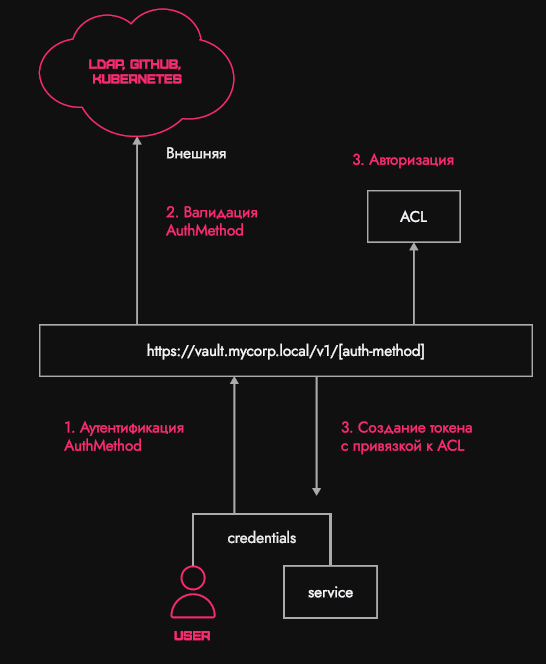 LDAP, GITHUB,
KUBERNETES
Внешняя
3. Авторизация
2. Валидация
AuthMethod
ACL
https://vault.mycorp.local/v1/[auth-method]
1. Аутентификация
AuthMethod
3. Создание токена
с привязкой к ACL
credentials
service
USER